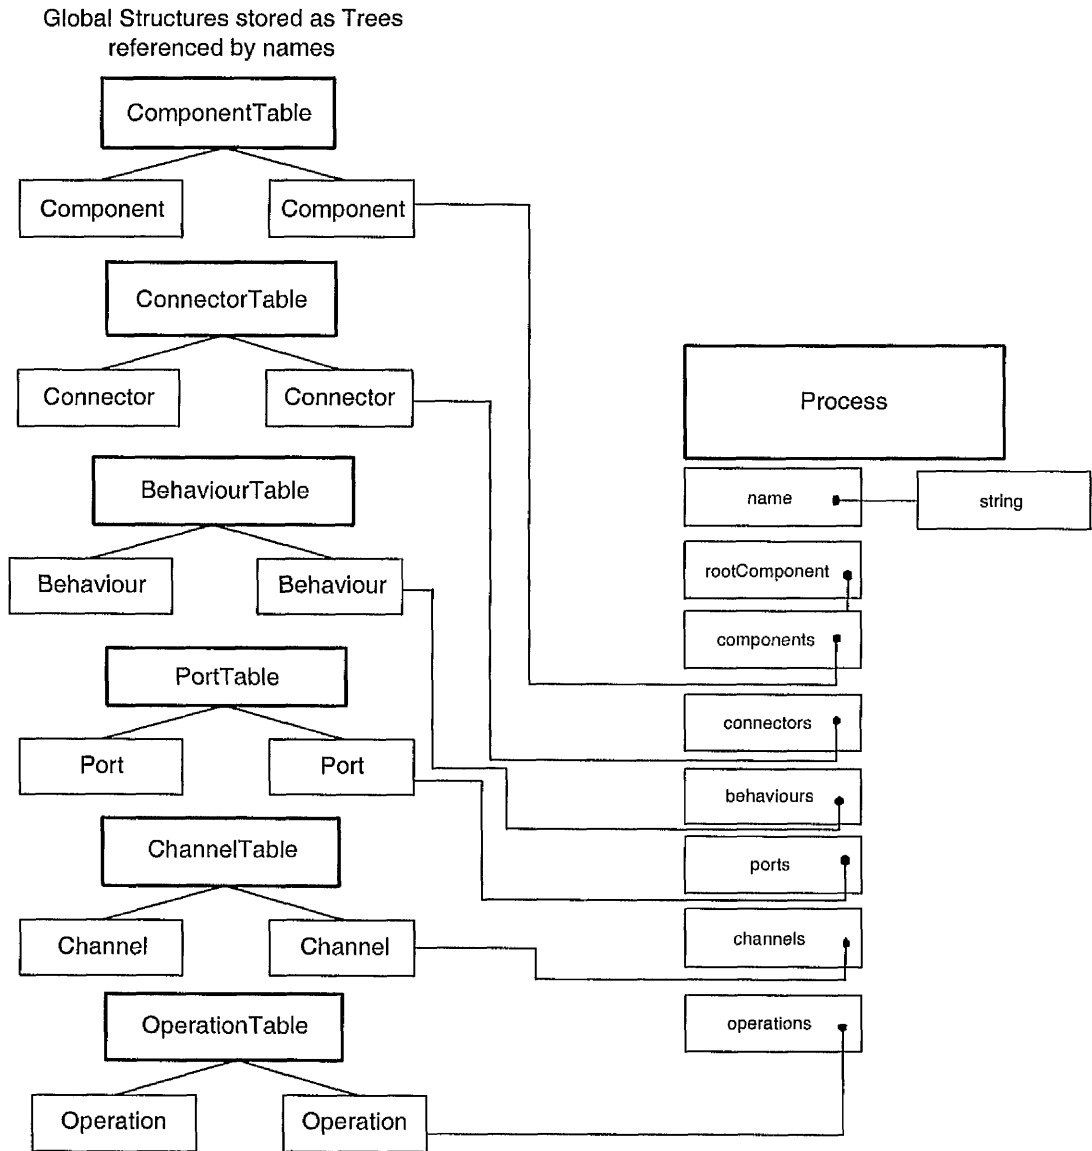 Global Structures stored as Trees
referenced by names
ComponentTable
Component
Component
ConnectorTable
Connector
Connector
BehaviourTable
Behaviour
Behaviour
PortTable
Port
Port
ChannelTable
Channel
Channel
OperationTable
Operation
Operation
Process
name
string
rootComponent
components
connectors
behaviours
ports
channels
operations